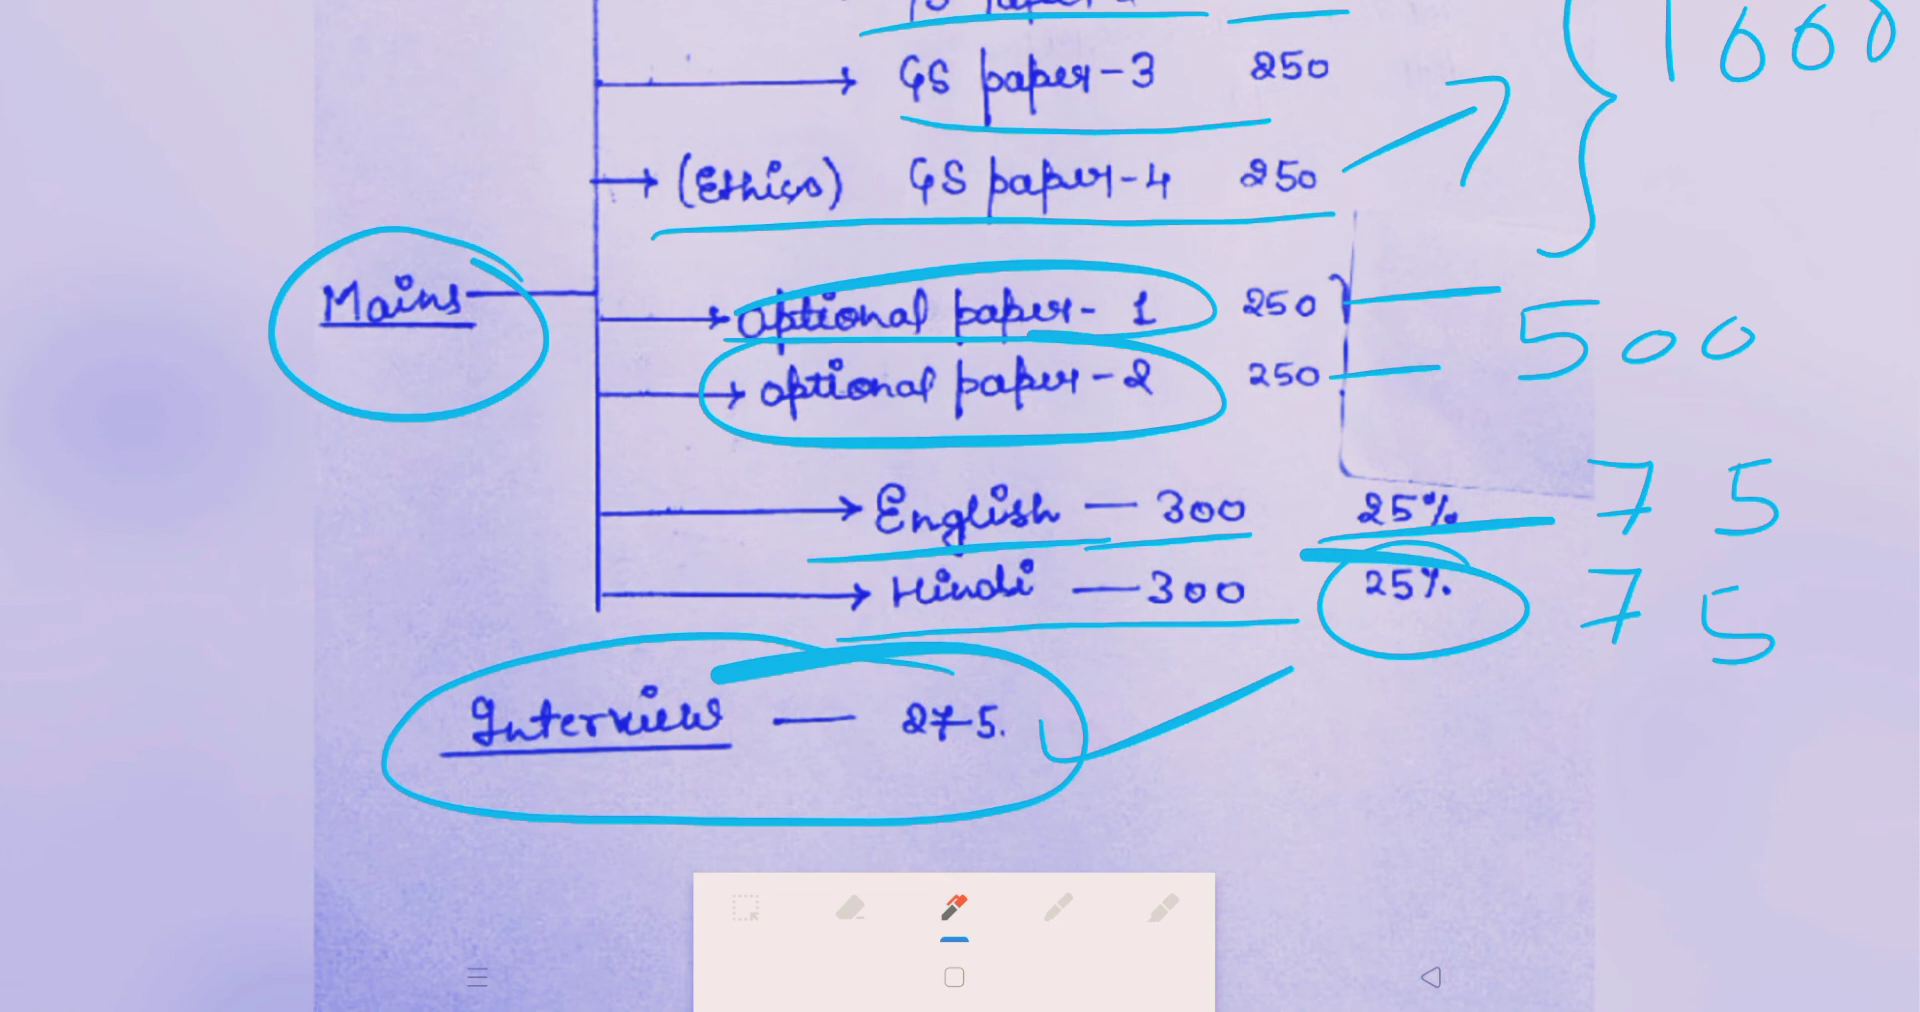 1000
GS paper-3 250
(Ethics) GS paper-4 250
Mains
Optional paper- 1 250
500
optional paper-2 250
English — 300 25% 75
Hindi — 300 25% 75
Interview — 275.